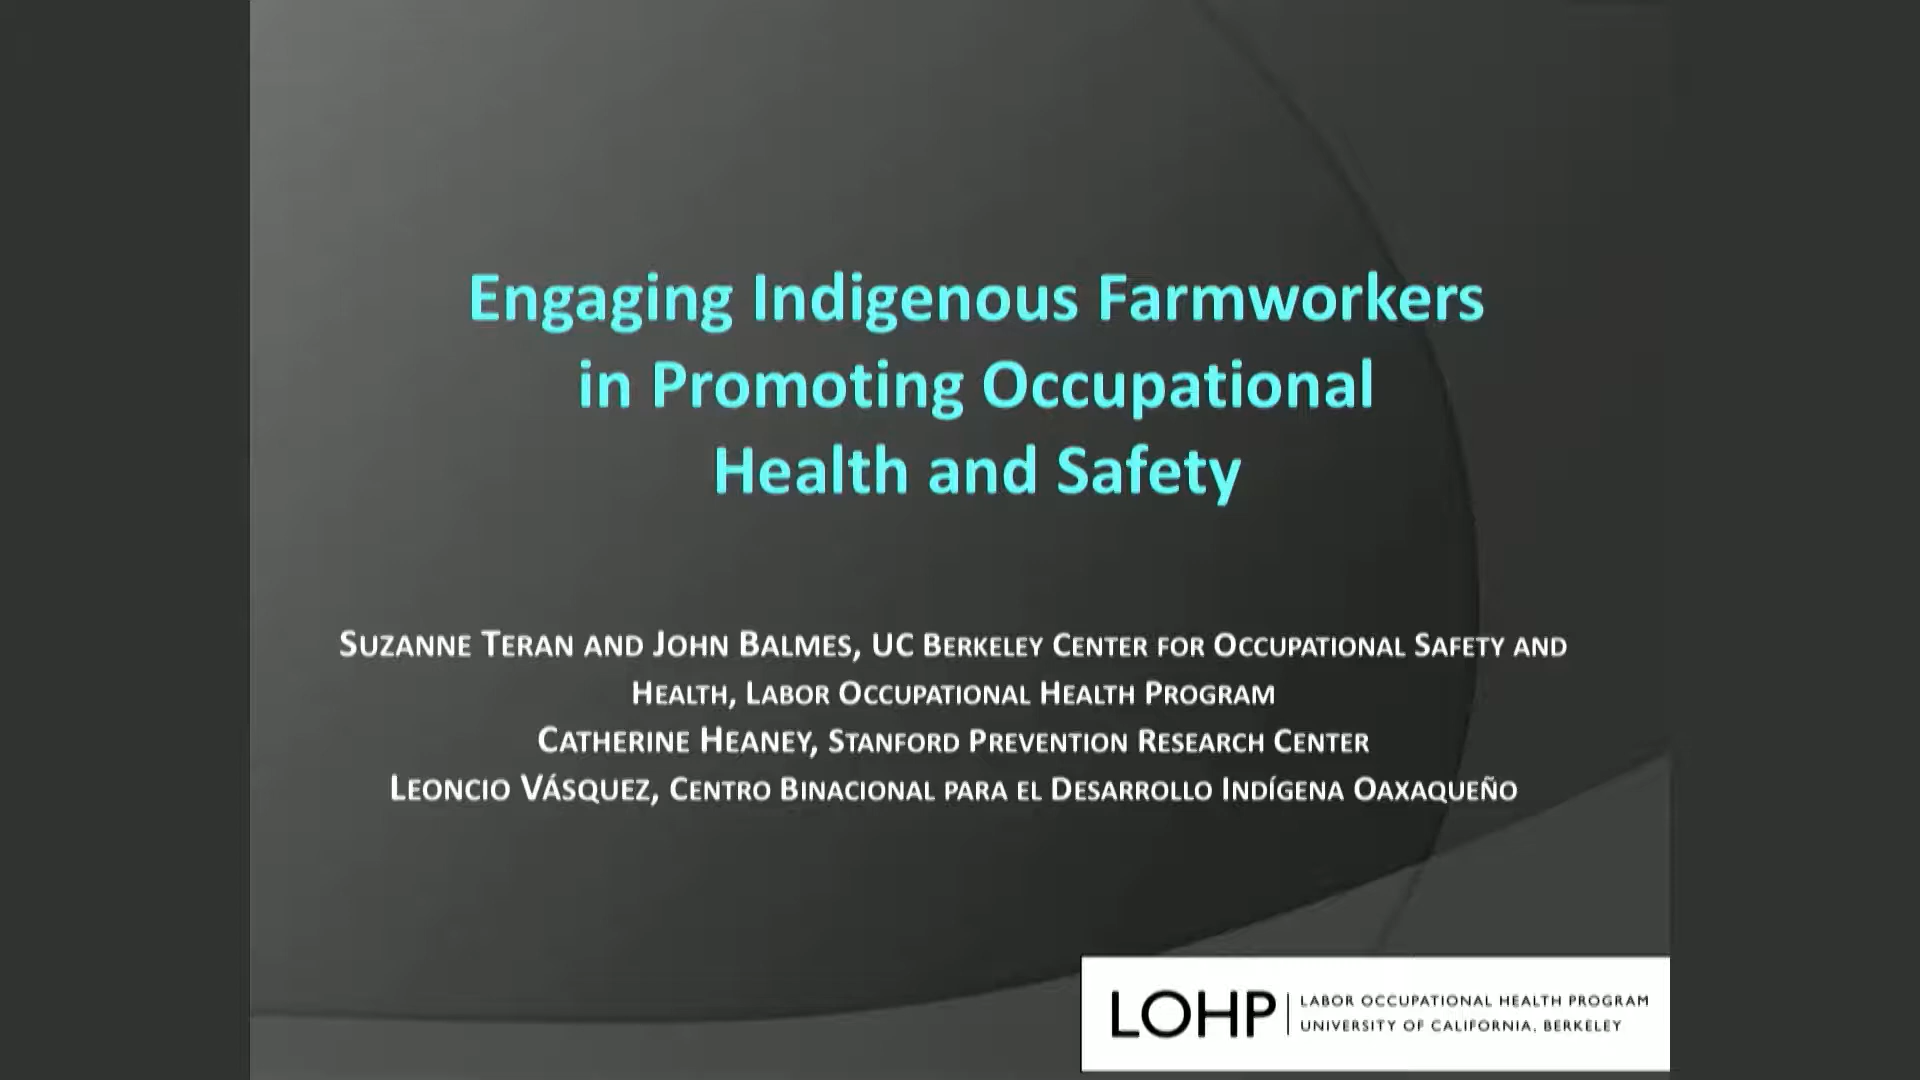 Engaging Indigenous Farmworkers
in Promoting Occupational
Health and Safety
SUZANNE TERAN AND JOHN BALMES, UC BERKELEY CENTER FOR OCCUPATIONAL SAFETY AND
HEALTH, LABOR OCCUPATIONAL HEALTH PROGRAM
CATHERINE HEANEY, STANFORD PREVENTION RESEARCH CENTER
LEONCIO VÁSQUEZ, CENTRO BINACIONAL PARA EL DESARROLLO INDÍGENA OAXAQUEÑO
LOHP
LABOR OCCUPATIONAL HEALTH PROGRAM
UNIVERSITY OF CALIFORNIA, BERKELEY